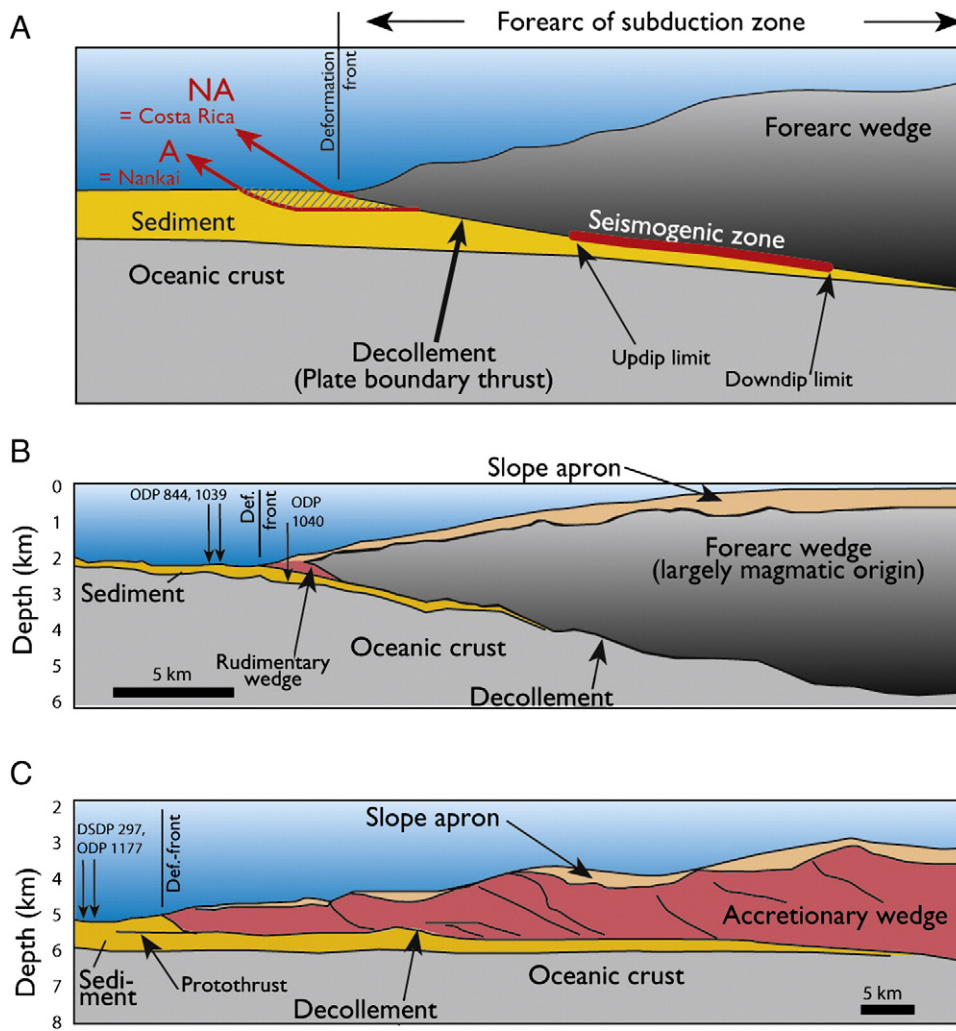 A
Forearc of subduction zone
Deformation
front
NA
= Costa Rica
A
= Nankai
Forearc wedge
Sediment
Seismogenic zone
Oceanic crust
Decollement
(Plate boundary thrust)
Updip limit
Downdip limit
B
Slope apron
ODP 844, 1039
Def.
front
ODP
1040
0
1
2
3
4
5
6
Depth (km)
Forearc wedge
(largely magmatic origin)
Sediment
Oceanic crust
Rudimentary
wedge
5 km
Decollement
C
2
3
4
5
6
7
8
Depth (km)
DSDP 297,
ODP 1177
Def.-front
Slope apron
Accretionary wedge
Sedi-
ment
Protothrust
Decollement
Oceanic crust
5 km